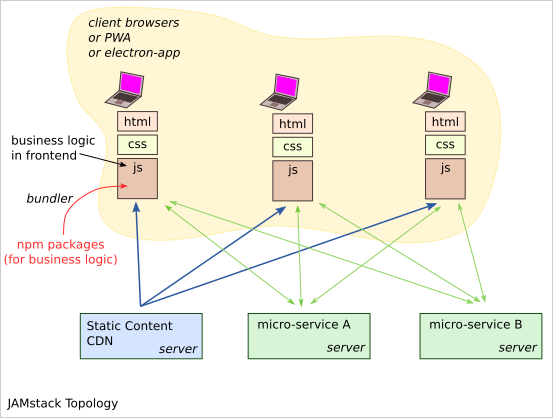 client browsers
or PWA
or electron-app
html
css
js
html
css
js
html
css
js
business logic
in frontend
bundler
npm packages
(for business logic)
Static Content
CDN
server
micro-service A
server
micro-service B
server
JAMstack Topology